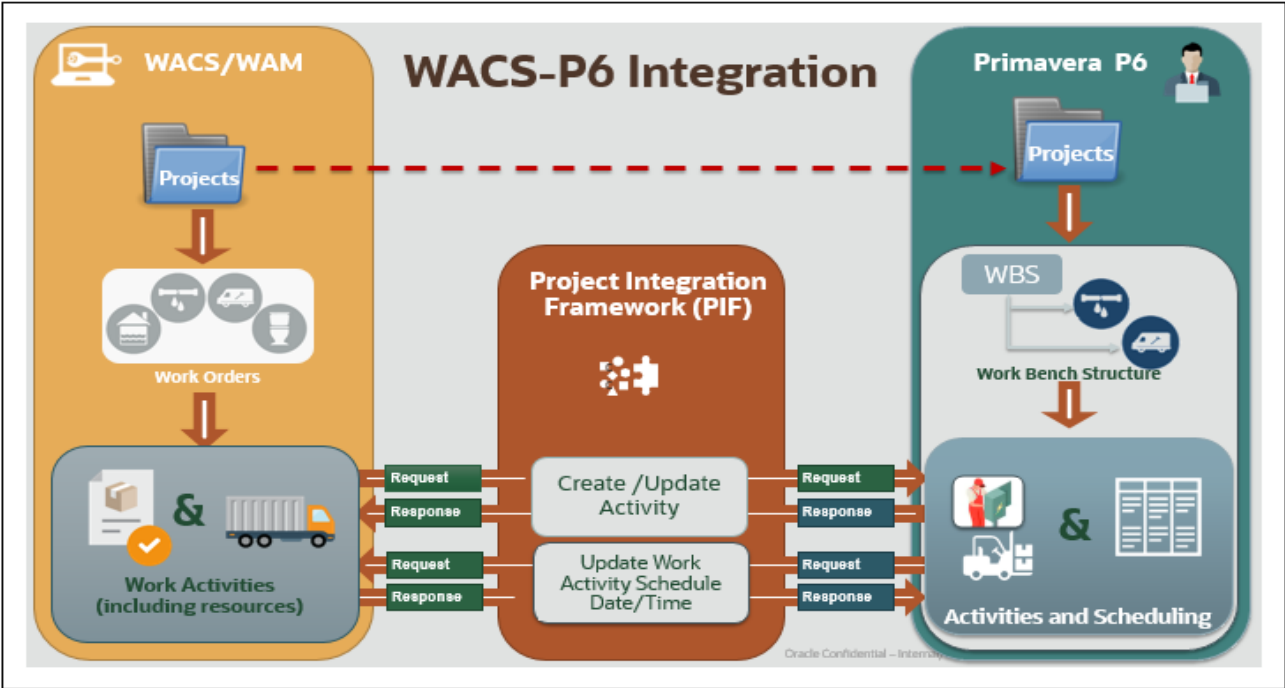 WACS/WAM
WACS-P6 Integration
Primavera P6
Projects
Projects
Work Orders
Project Integration
Framework (PIF)
WBS
Work Bench Structure
Request
Response
Create /Update
Activity
Request
Response
Request
Response
Update Work
Activity Schedule
Date/Time
Request
Response
&
Work Activities
(including resources)
&
Activities and Scheduling
Oracle Confidential – Internal